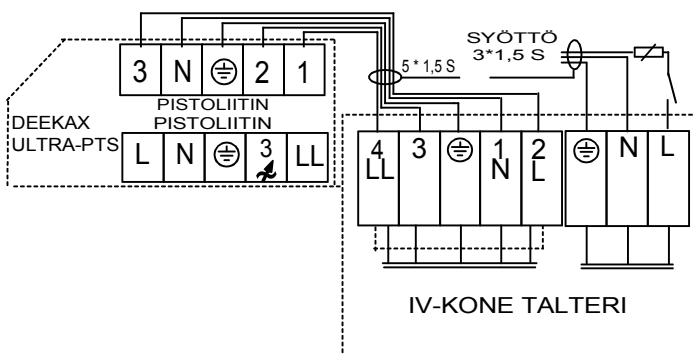 SYÖTTÖ
3*1,5 S
5 * 1,5 S
3 N 2 1
PISTOLIITIN
PISTOLIITIN
DEEKAX
ULTRA-PTS
L N 3 LL
4 3 1 2
LL N L
N L
IV-KONE TALTERI